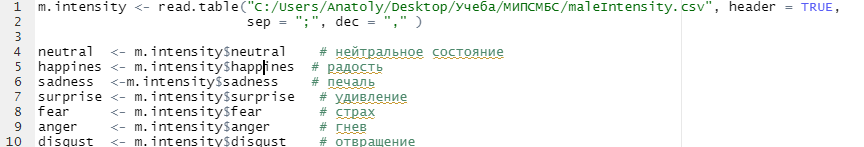 1 m.intensity <- read.table("C:/Users/Anatoly/Desktop/Учеба/МИПСМБС/maleIntensity.csv", header = TRUE,
2 sep = ";", dec = "," )
3
4 neutral <- m.intensity$neutral # нейтральное состояние
5 happines <- m.intensity$happines # радость
6 sadness <-m.intensity$sadness # печаль
7 surprise <- m.intensity$surprise # удивление
8 fear <- m.intensity$fear # страх
9 anger <- m.intensity$anger # гнев
10 disgust <- m.intensity$disgust # отвращение